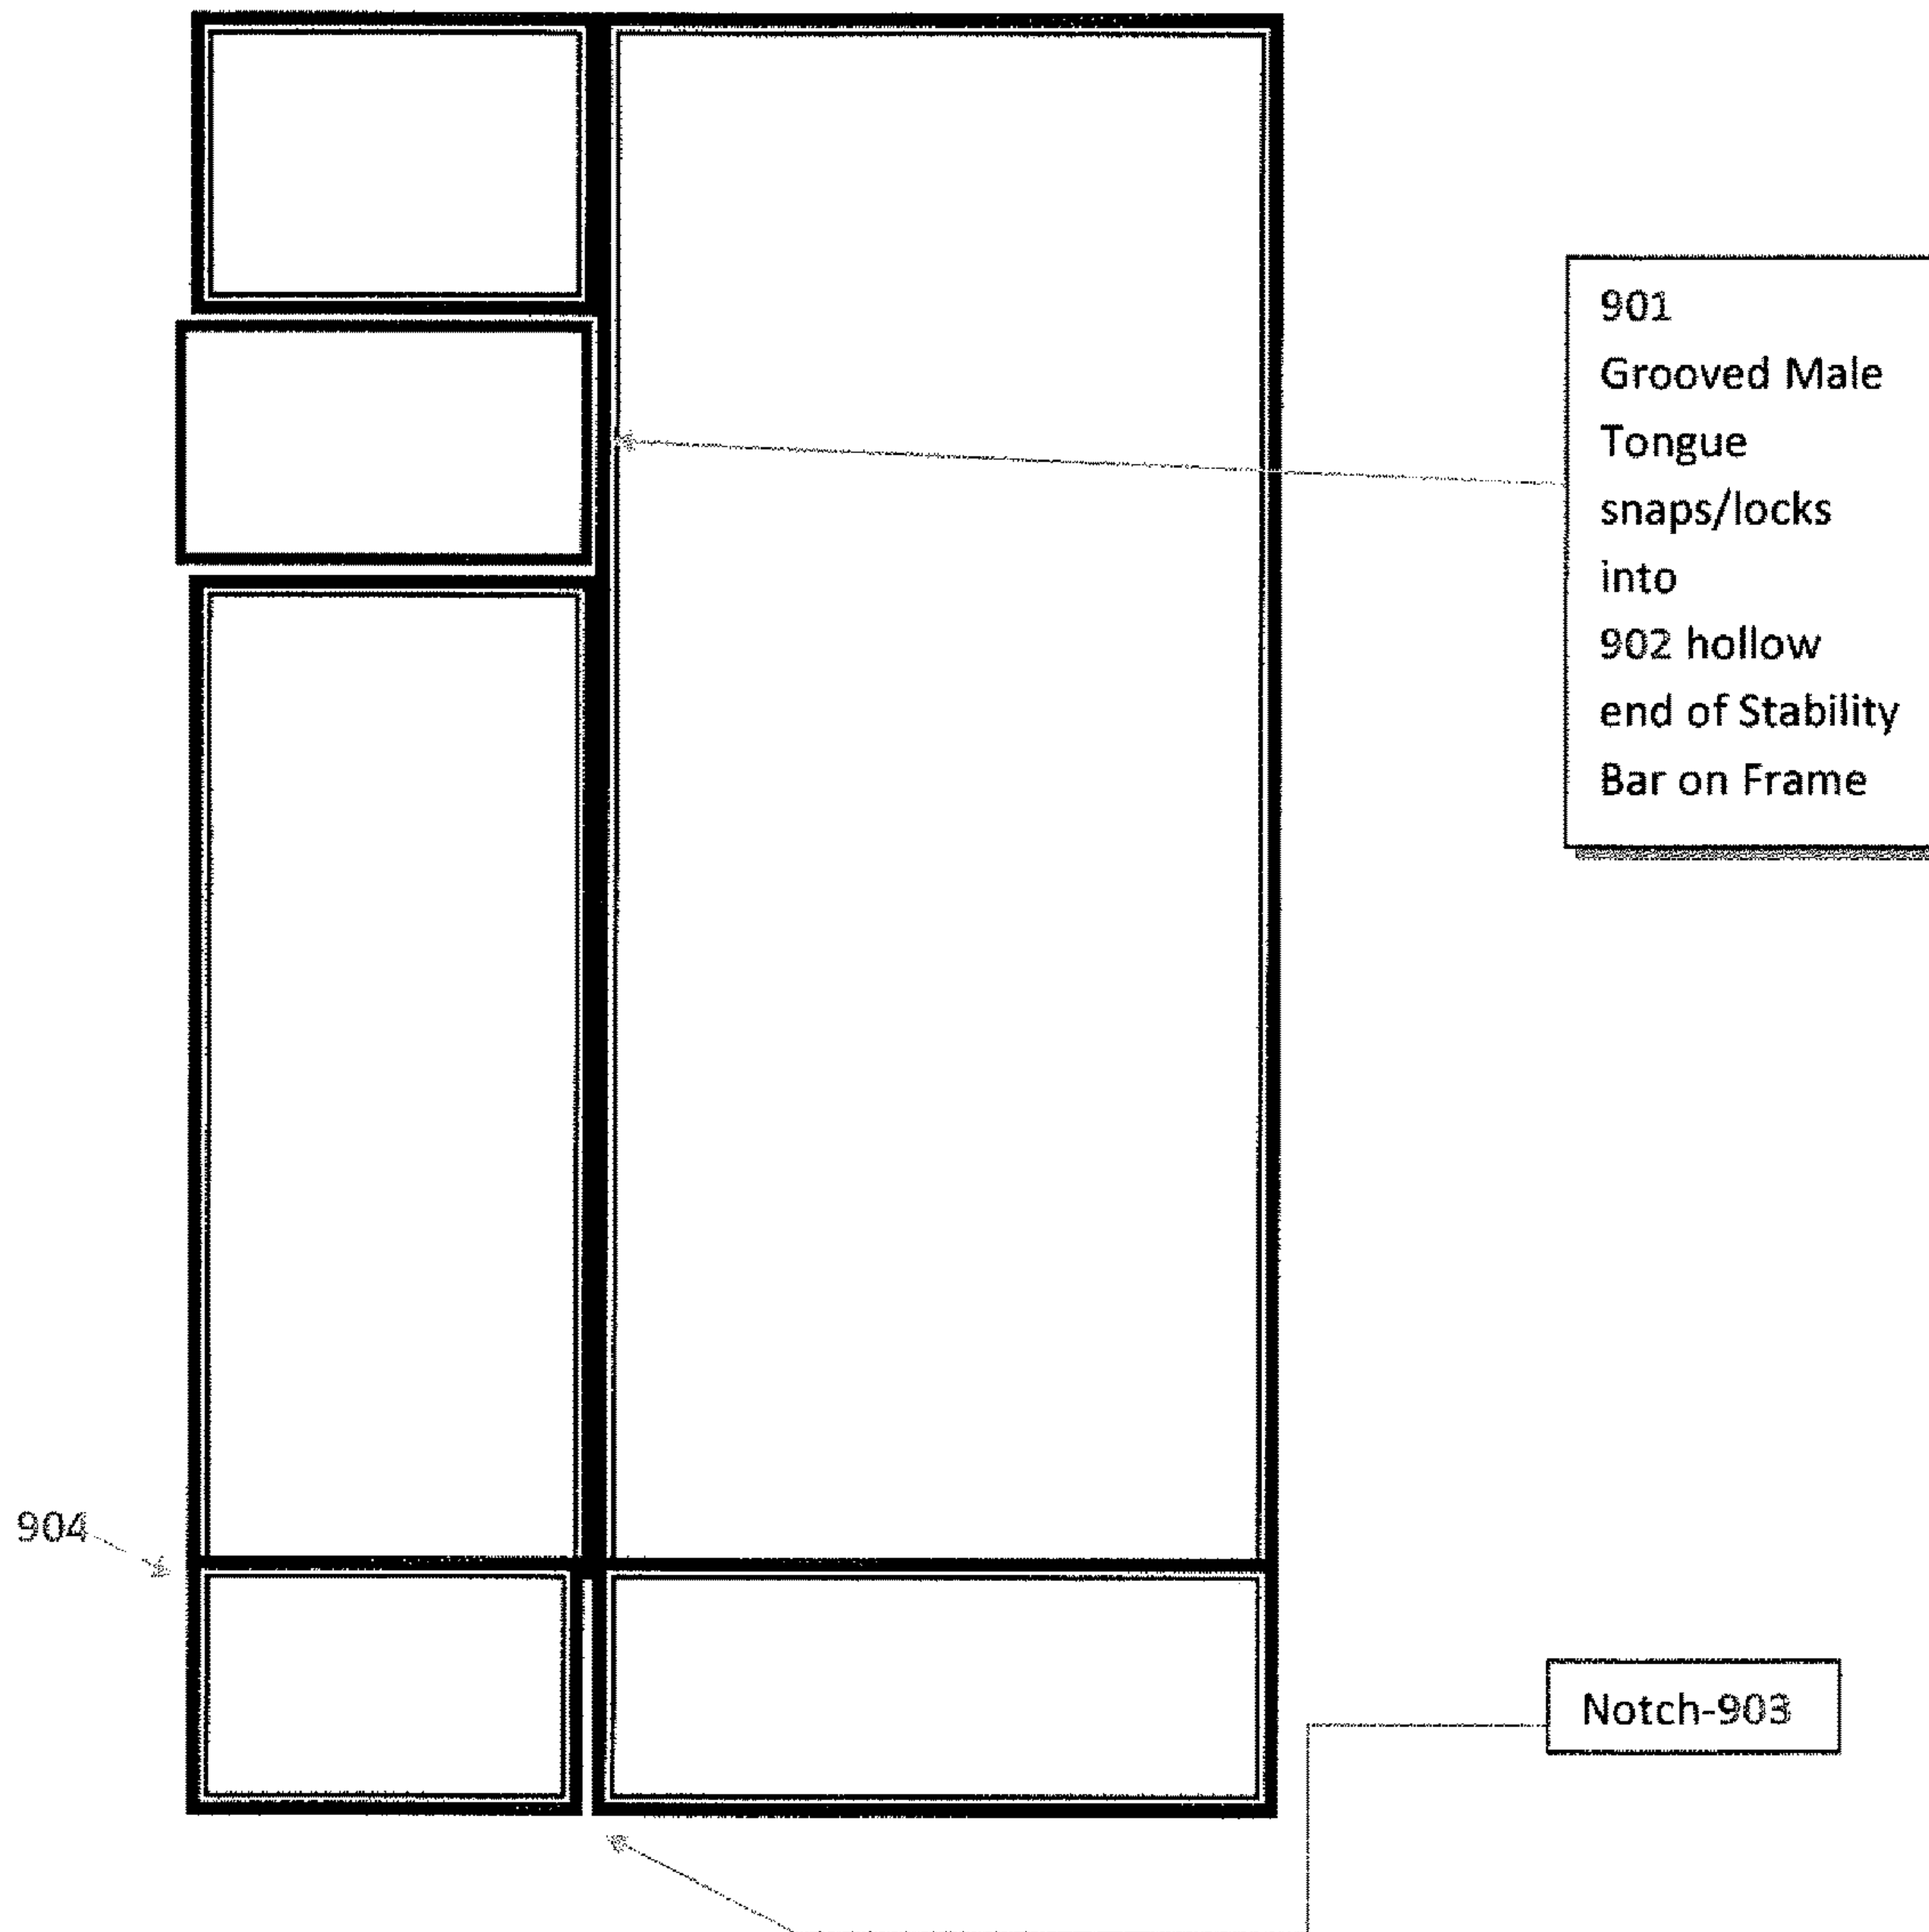 901
Grooved Male
Tongue
snaps/locks
into
902 hollow
end of Stability
Bar on Frame
904
Notch-903